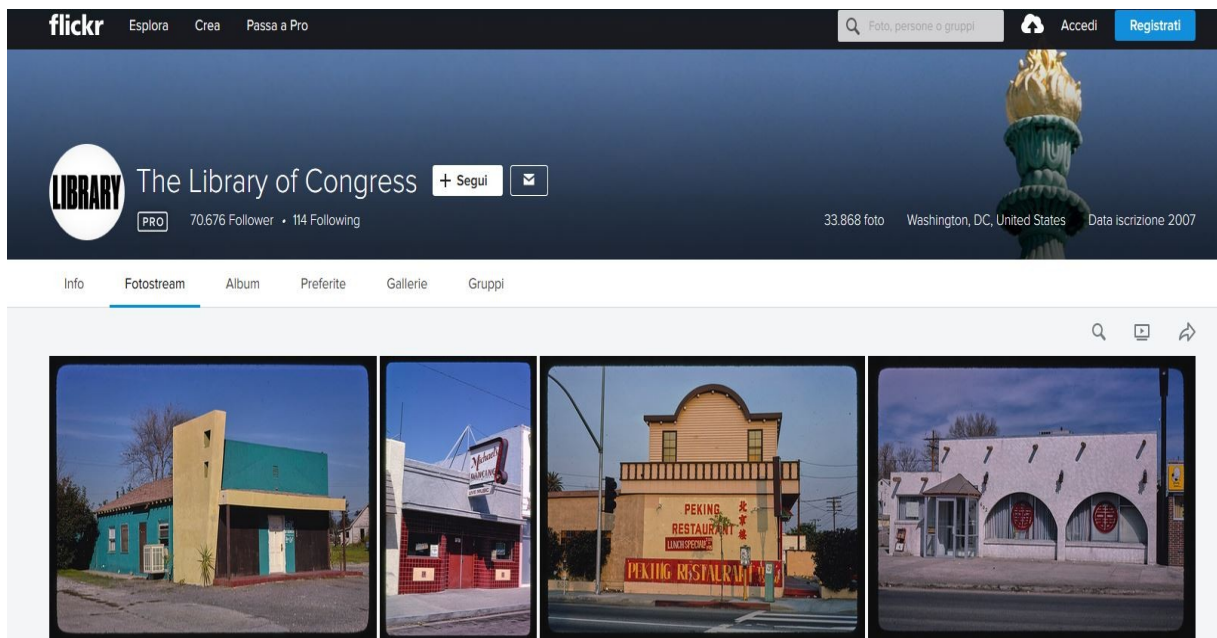 flickr Esplora Crea Passa a Pro Foto, persone o gruppi Accedi Registrati
LIBRARY
The Library of Congress + Segui
PRO 70.676 Follower • 114 Following 33.868 foto Washington, DC, United States Data iscrizione 2007
Info Fotostream Album Preferite Gallerie Gruppi
Michael's
DANCING
PEKING
RESTAURANT
北京楼
LUNCH SPECIAL
PEKING RESTAURANT